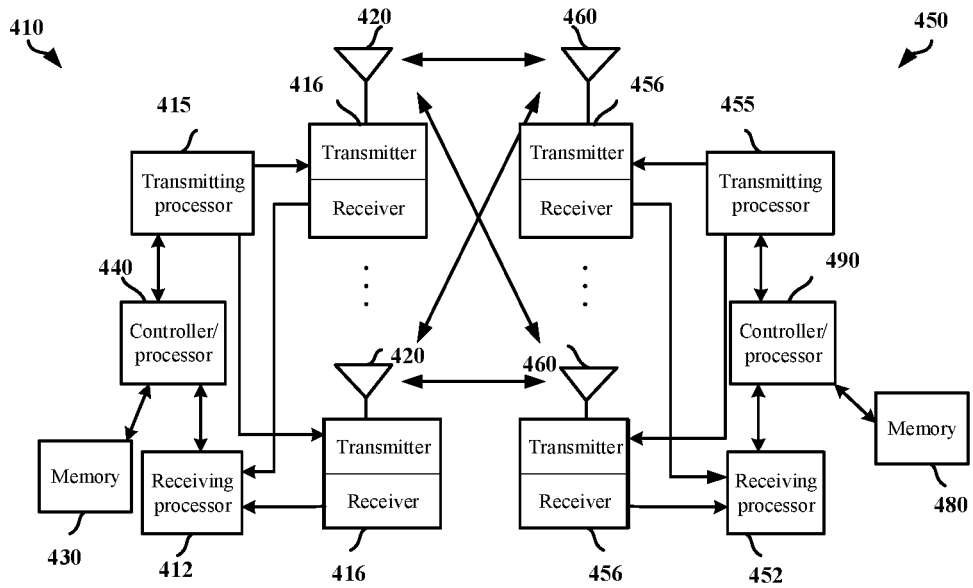 420
460
410
450
416
456
415
455
Transmitter
Transmitter
Transmitting
processor
Transmitting
processor
Receiver
Receiver
440
490
Controller/
processor
Controller/
processor
420
460
Memory
Transmitter
Transmitter
Memory
Receiving
processor
Receiver
Receiver
Receiving
processor
480
430
412
416
456
452